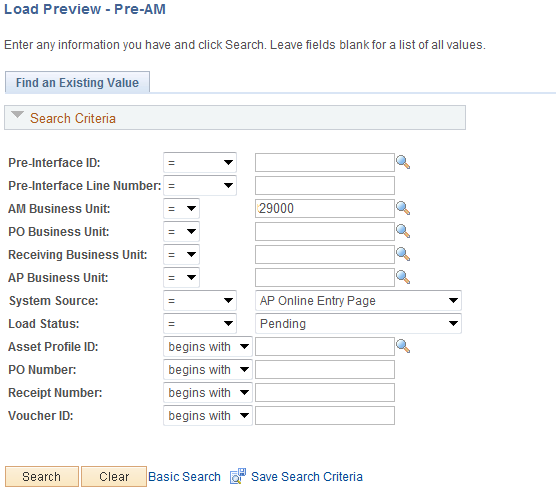 Load Preview - Pre-AM
Enter any information you have and click Search. Leave fields blank for a list of all values.
Find an Existing Value
Search Criteria
Pre-Interface ID: =
Pre-Interface Line Number: =
AM Business Unit: = 29000
PO Business Unit: =
Receiving Business Unit: =
AP Business Unit: =
System Source: = AP Online Entry Page
Load Status: = Pending
Asset Profile ID: begins with
PO Number: begins with
Receipt Number: begins with
Voucher ID: begins with
Search Clear Basic Search Save Search Criteria